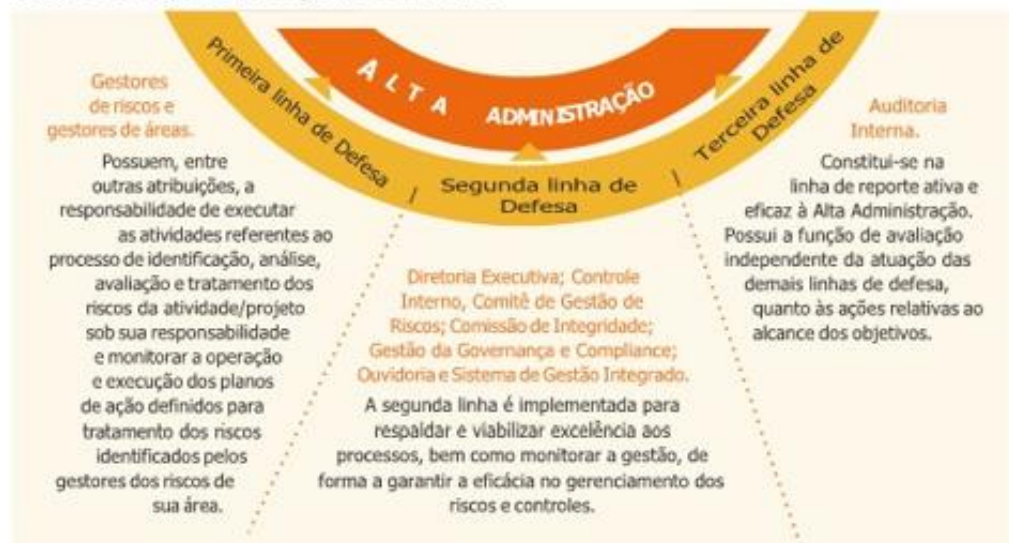 ALTA ADMINISTRAÇÃO
Primeira linha de Defesa
Segunda linha de
Defesa
Terceira linha de
Defesa
Gestores
de riscos e
gestores de áreas.
Possuem, entre
outras atribuições, a
responsabilidade de executar
as atividades referentes ao
processo de identificação, análise,
avaliação e tratamento dos
riscos da atividade/projeto
sob sua responsabilidade
e monitorar a operação
e execução dos planos
de ação definidos para
tratamento dos riscos
identificados pelos
gestores dos riscos de
sua área.
Diretoria Executiva; Controle
Interno, Comitê de Gestão de
Riscos; Comissão de Integridade;
Gestão da Governança e Compliance;
Ouvidoria e Sistema de Gestão Integrado.
A segunda linha é implementada para
respaldar e viabilizar excelência aos
processos, bem como monitorar a gestão, de
forma a garantir a eficácia no gerenciamento dos
riscos e controles.
Auditoria
Interna.
Constitui-se na
linha de reporte ativa e
eficaz à Alta Administração.
Possui a função de avaliação
independente da atuação das
demais linhas de defesa,
quanto às ações relativas ao
alcance dos objetivos.